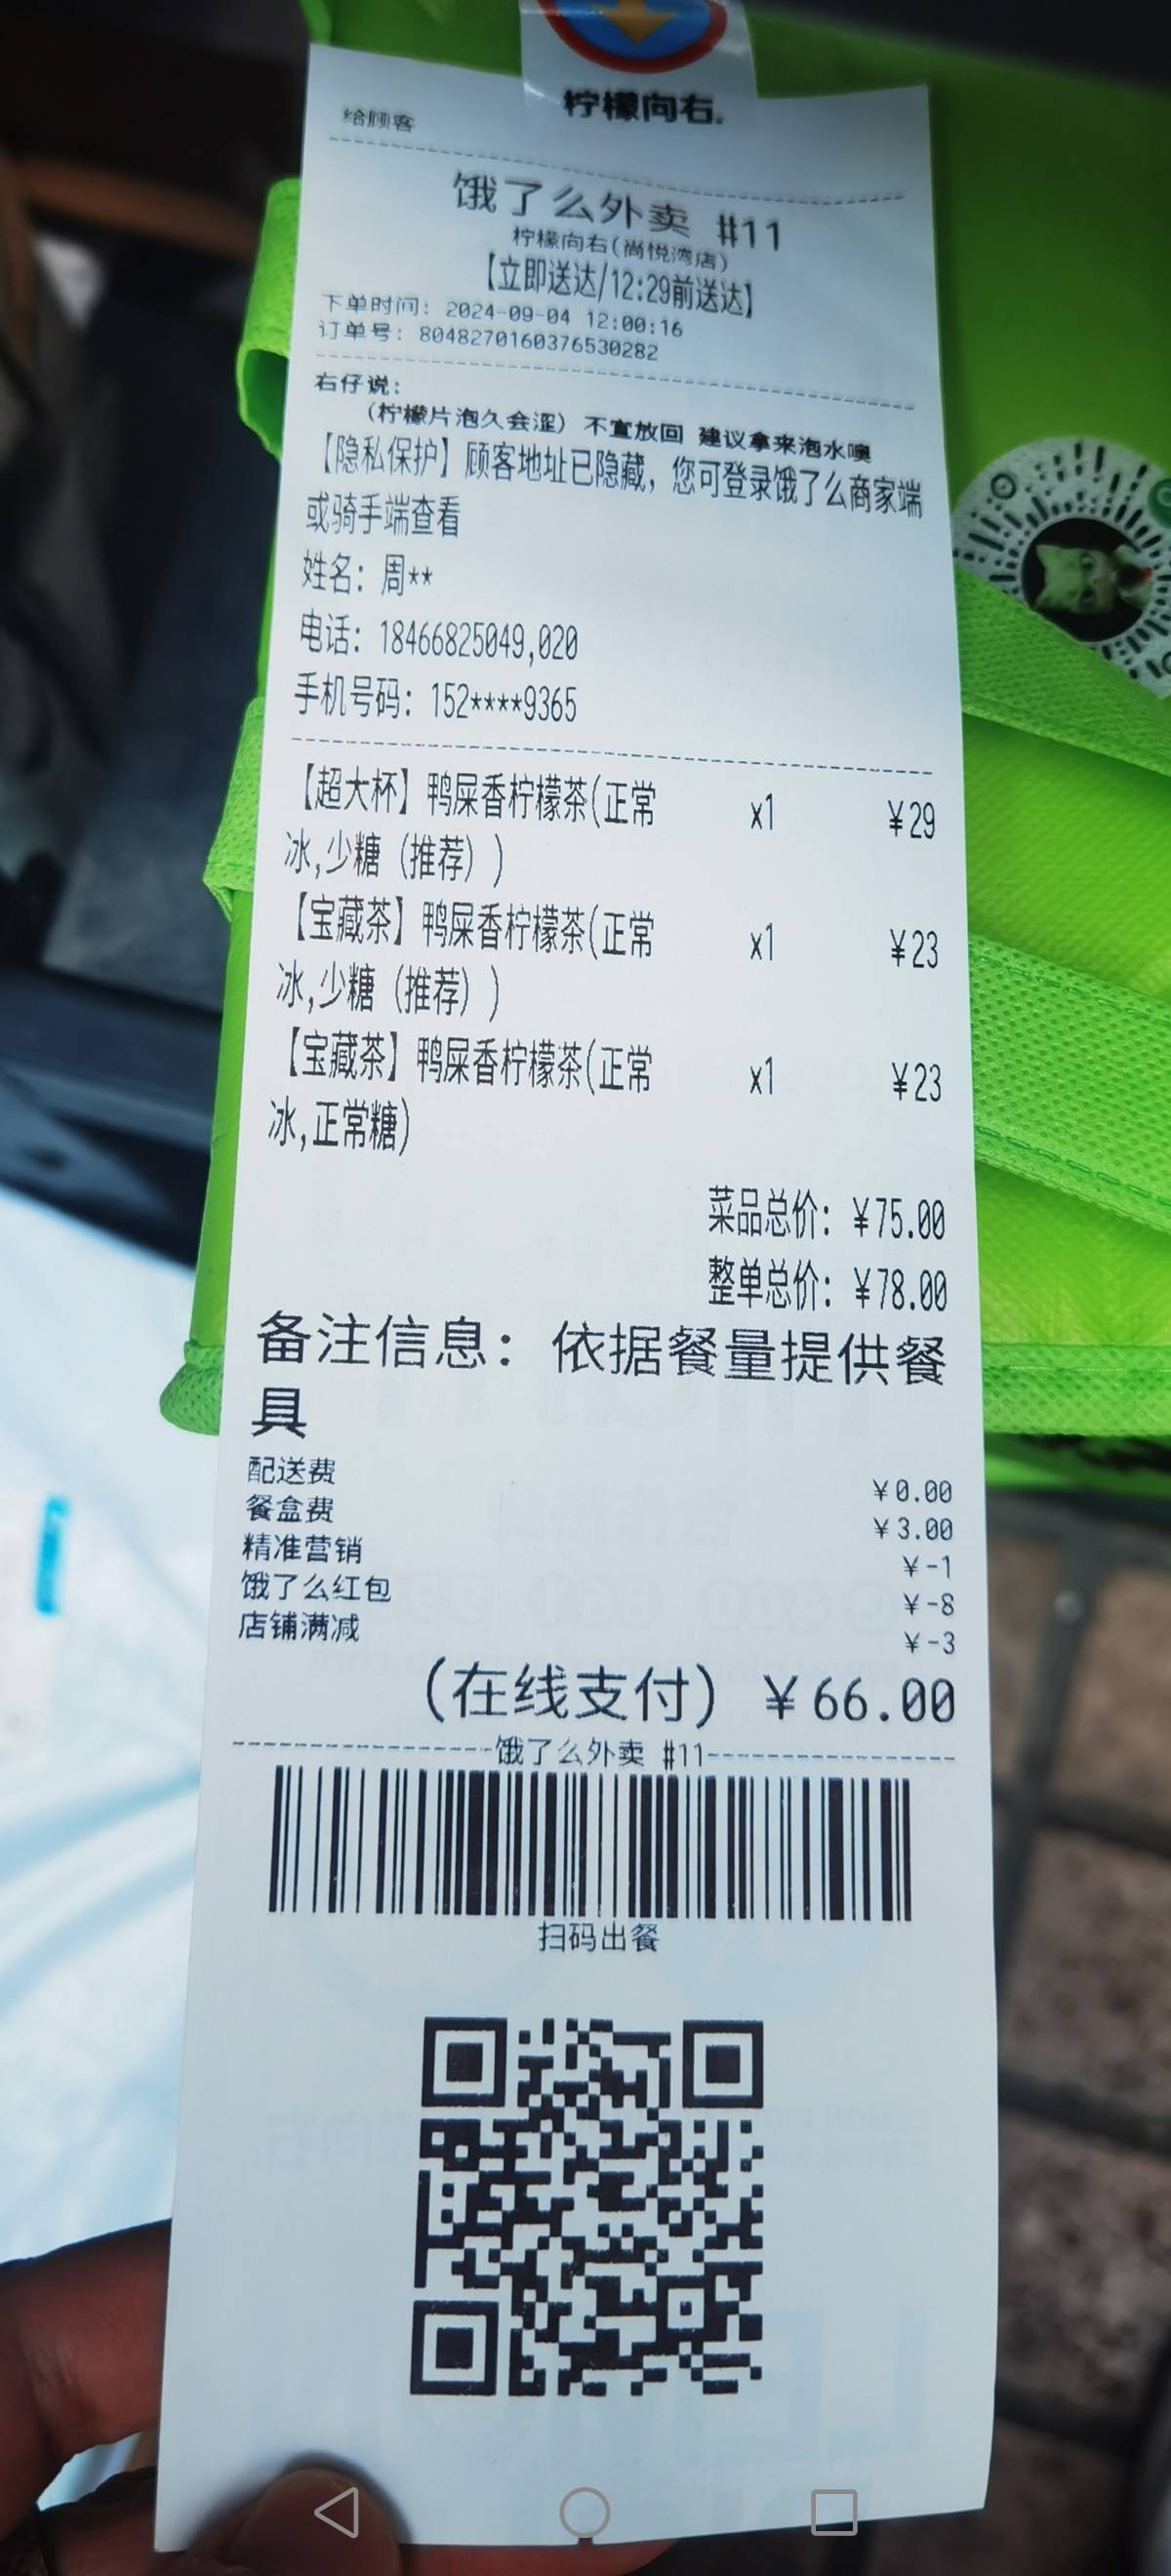 柠檬向右
给顾客
饿了么外卖 #11
柠檬向右(尚悦湾店)
【立即送达/12:29前送达】
下单时间: 2024-09-04 12:00:16
订单号: 8048270160376530282
右仔说:
(柠檬片泡久会涩) 不宜放回 建议拿来泡水噢
【隐私保护】顾客地址已隐藏, 您可登录饿了么商家端
或骑手端查看
姓名: 周**
电话: 18466825049,020
手机号码: 152****9365
【超大杯】鸭屎香柠檬茶(正常 x1 ¥29
冰,少糖 (推荐) )
【宝藏茶】鸭屎香柠檬茶(正常 x1 ¥23
冰,少糖 (推荐) )
【宝藏茶】鸭屎香柠檬茶(正常 x1 ¥23
冰,正常糖)
菜品总价: ¥75.00
整单总价: ¥78.00
备注信息: 依据餐量提供餐
具
配送费 ¥0.00
餐盒费 ¥3.00
精准营销 ¥-1
饿了么红包 ¥-8
店铺满减 ¥-3
(在线支付) ¥66.00
饿了么外卖 #11
扫码出餐